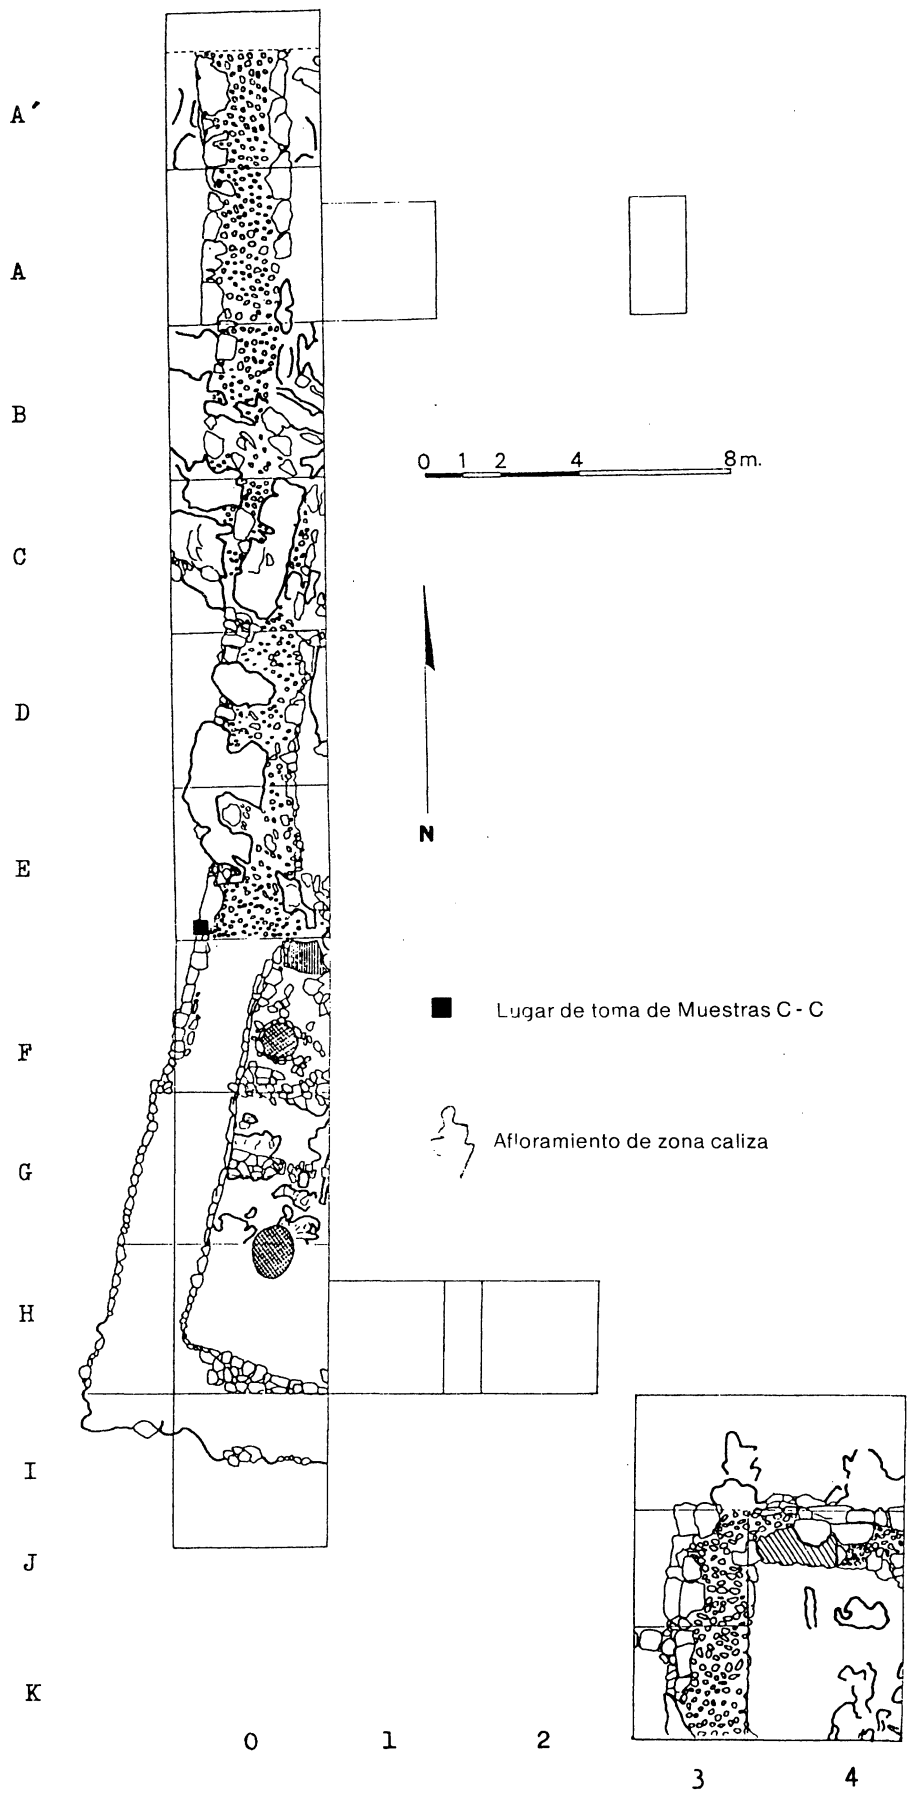 A´
A
B
0 1 2 4 8m.
C
D
N
E
Lugar de toma de Muestras C - C
F
Afloramiento de zona caliza
G
H
I
J
K
0 1 2
3 4